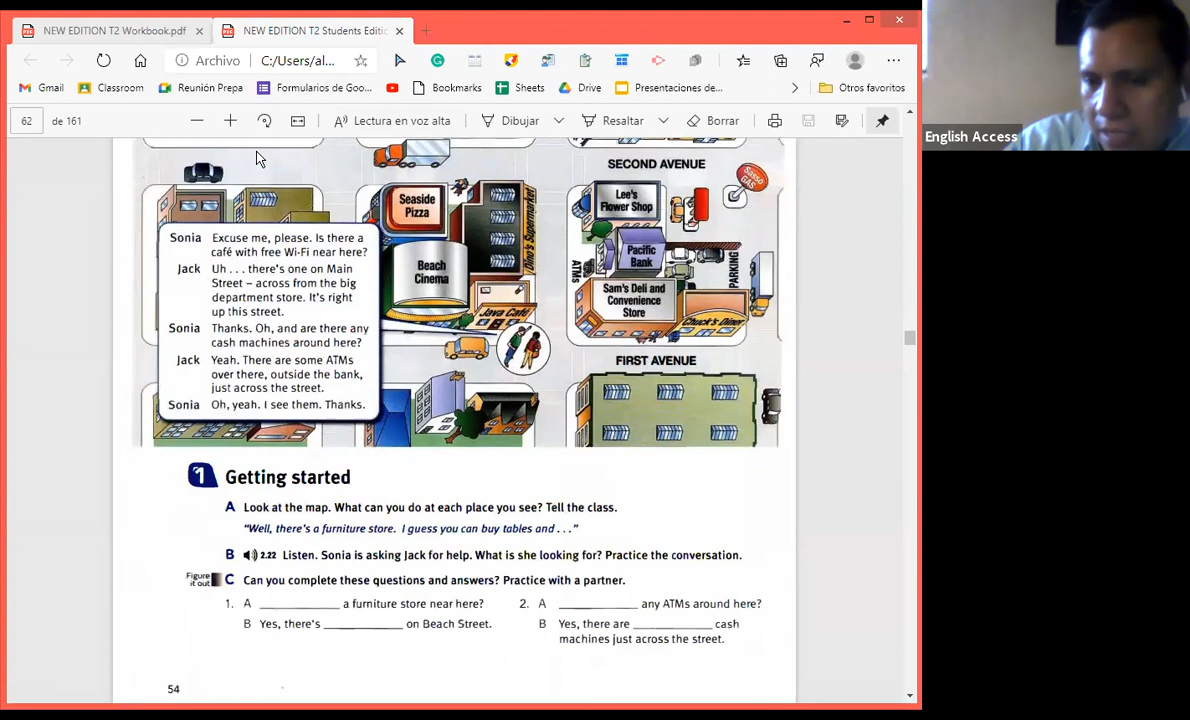 NEW EDITION T2 Workbook.pdf
NEW EDITION T2 Students Editic
Archivo
C:/Users/al...
Gmail
Classroom
Reunión Prepa
Formularios de Goo...
Bookmarks
Sheets
Drive
Presentaciones de...
Otros favoritos
62
de 161
Lectura en voz alta
Dibujar
Resaltar
Borrar
English Access
SECOND AVENUE
Sasso
GAS
Seaside
Pizza
Dino's Supermarket
Lee's
Flower Shop
Beach
Cinema
Pacific
Bank
ATMS
PARKING
Java Café
Sam's Deli and
Convenience
Store
Chuck's Diner
FIRST AVENUE
Sonia Excuse me, please. Is there a
café with free Wi-Fi near here?
Jack Uh . . . there's one on Main
Street – across from the big
department store. It's right
up this street.
Sonia Thanks. Oh, and are there any
cash machines around here?
Jack Yeah. There are some ATMs
over there, outside the bank,
just across the street.
Sonia Oh, yeah. I see them. Thanks.
1 Getting started
A Look at the map. What can you do at each place you see? Tell the class.
"Well, there's a furniture store. I guess you can buy tables and . . ."
B 2.22 Listen. Sonia is asking Jack for help. What is she looking for? Practice the conversation.
Figure
it out
C Can you complete these questions and answers? Practice with a partner.
1. A ____________ a furniture store near here?
B Yes, there's ____________ on Beach Street.
2. A ____________ any ATMs around here?
B Yes, there are ____________ cash
machines just across the street.
54